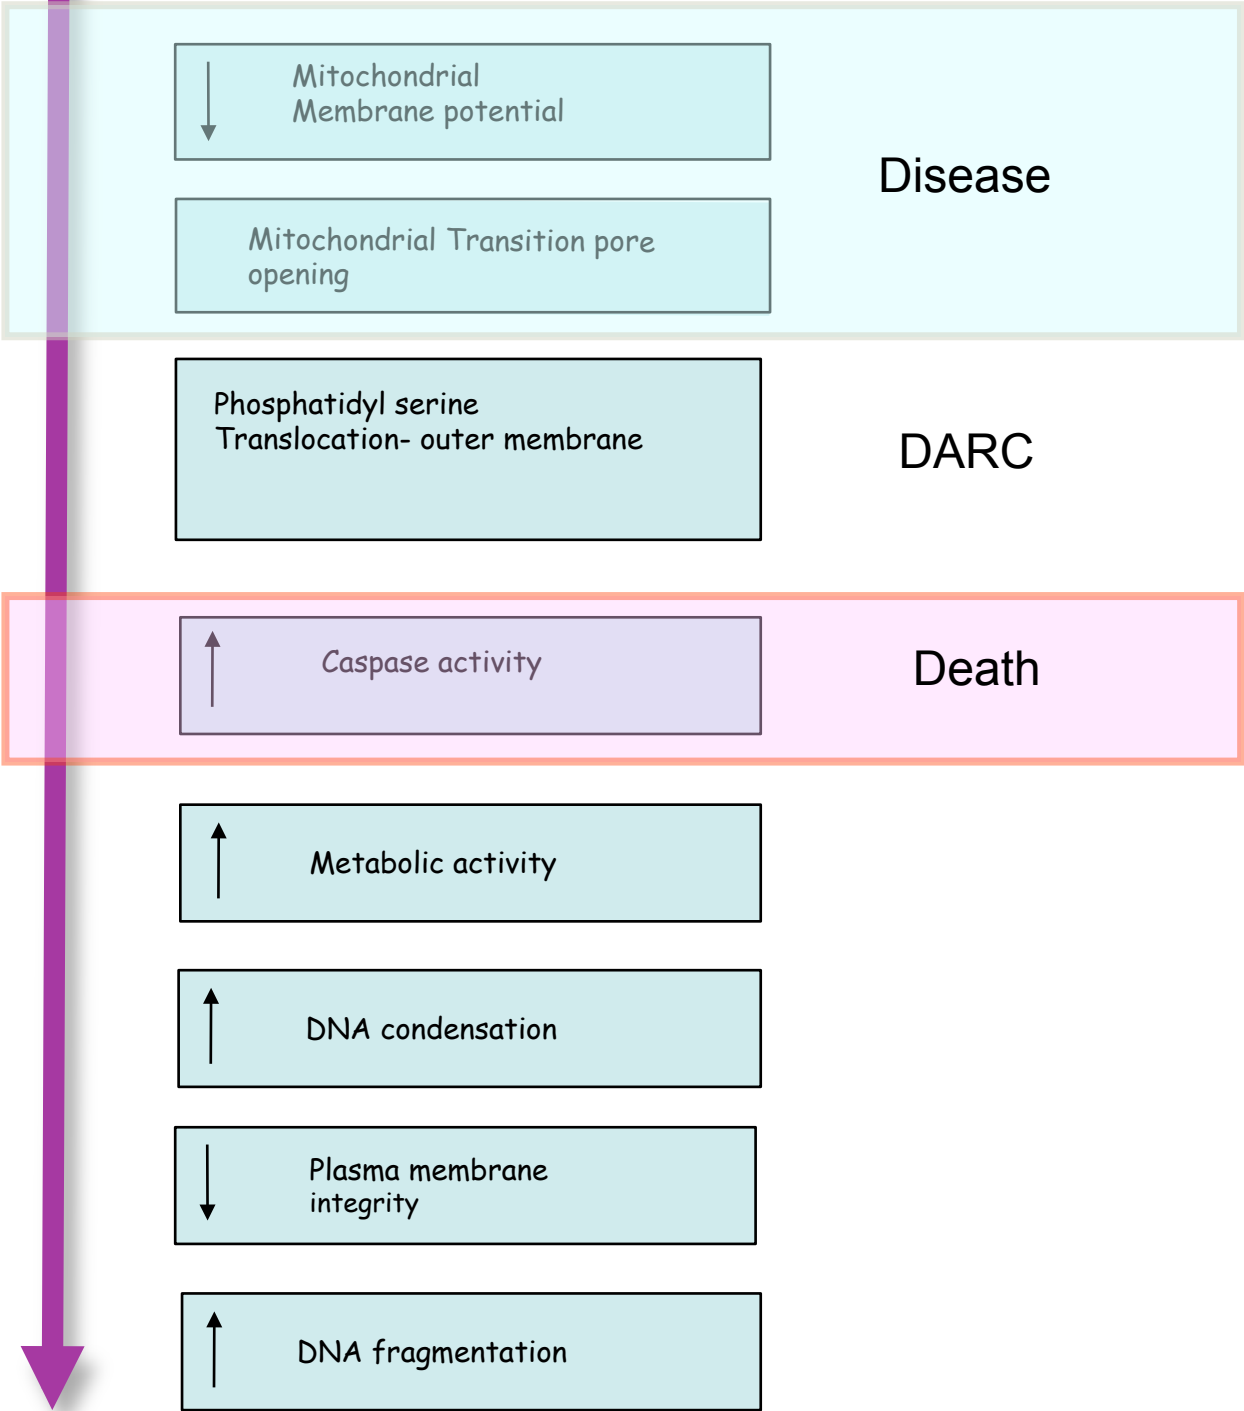 Mitochondrial
Membrane potential
Disease
Mitochondrial Transition pore
opening
Phosphatidyl serine
Translocation- outer membrane
DARC
Caspase activity
Death
Metabolic activity
DNA condensation
Plasma membrane
integrity
DNA fragmentation